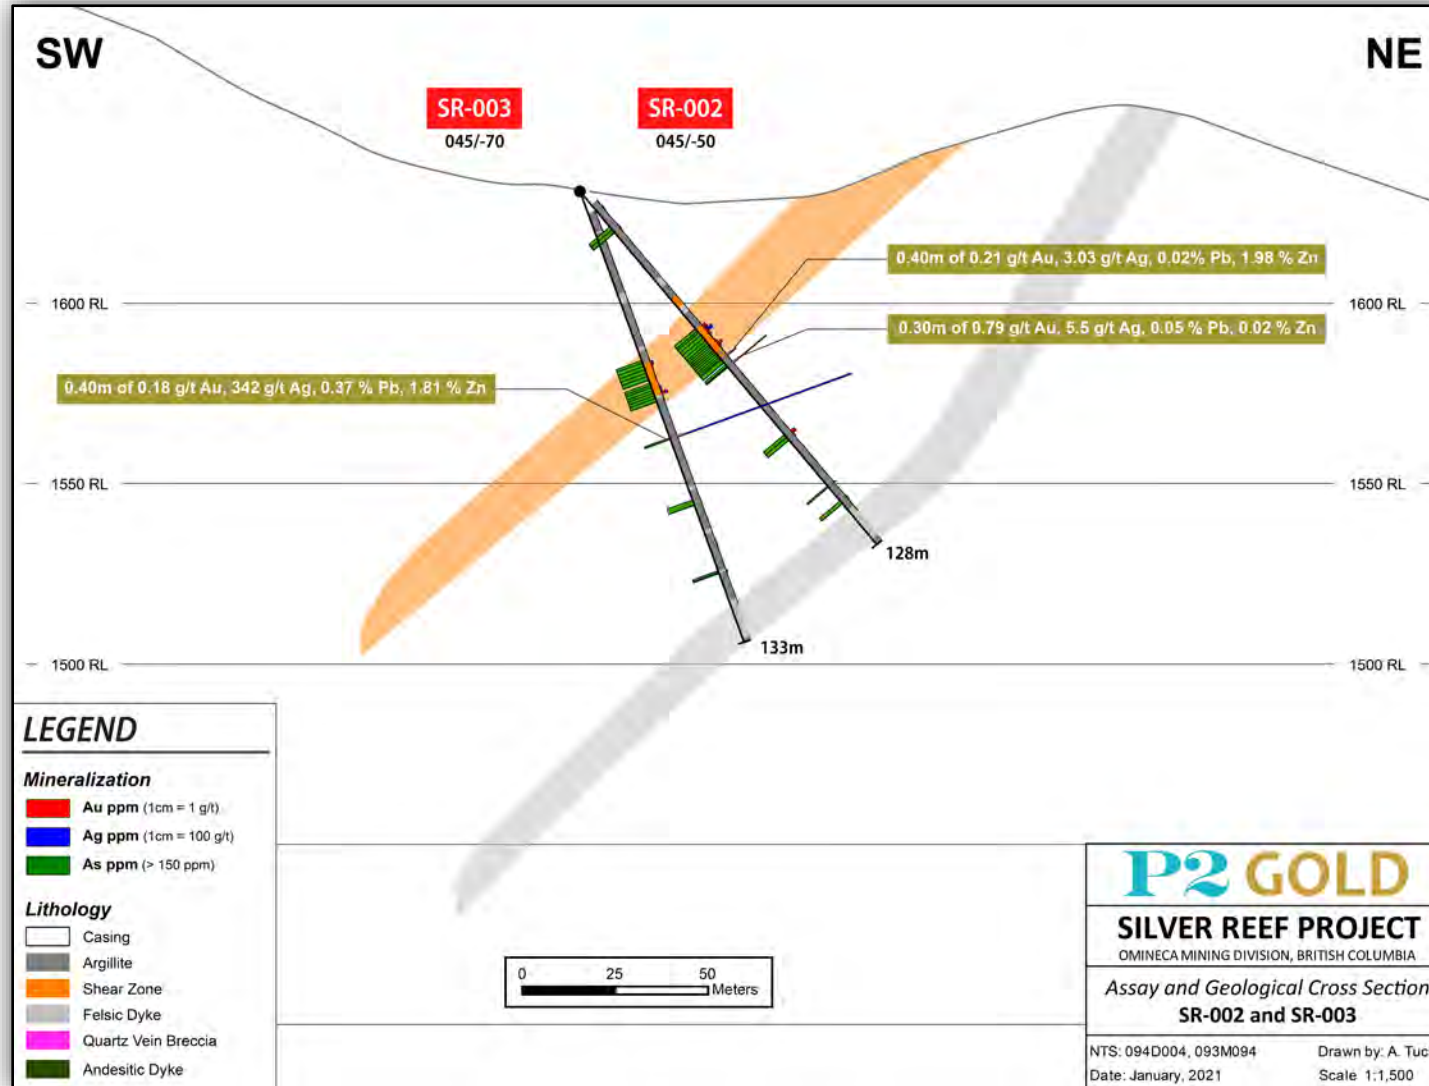 SW
NE
SR-003
045/-70
SR-002
045/-50
0.40m of 0.21 g/t Au, 3.03 g/t Ag, 0.02% Pb, 1.98 % Zn
1600 RL
1600 RL
0.30m of 0.79 g/t Au, 5.5 g/t Ag, 0.05 % Pb, 0.02 % Zn
0.40m of 0.18 g/t Au, 342 g/t Ag, 0.37 % Pb, 1.81 % Zn
1550 RL
1550 RL
128m
133m
1500 RL
1500 RL
LEGEND
Mineralization
Au ppm (1cm = 1 g/t)
Ag ppm (1cm = 100 g/t)
As ppm (> 150 ppm)
Lithology
Casing
Argillite
Shear Zone
Felsic Dyke
Quartz Vein Breccia
Andesitic Dyke
0 25 50
Meters
P2 GOLD
SILVER REEF PROJECT
OMINECA MINING DIVISION, BRITISH COLUMBIA
Assay and Geological Cross Section
SR-002 and SR-003
NTS: 094D004, 093M094
Drawn by: A. Tuc
Date: January, 2021
Scale 1:1,500